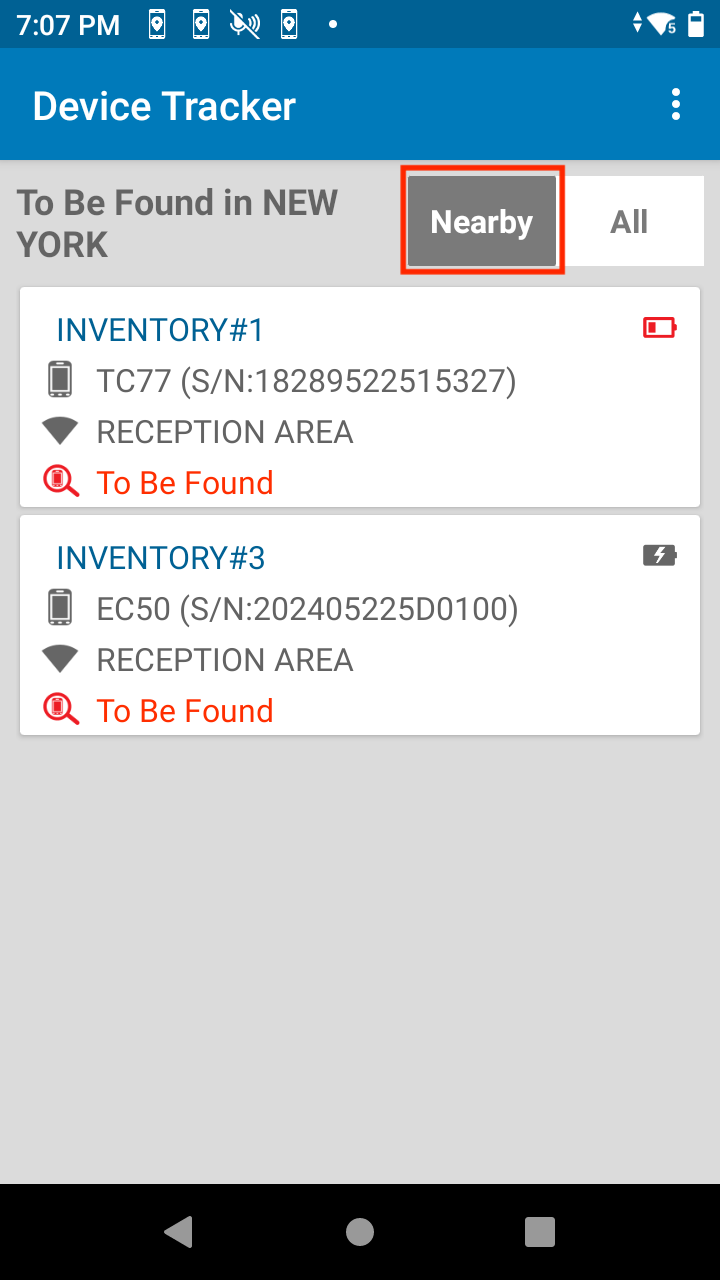 7:07 PM
5
Device Tracker
To Be Found in NEW
YORK
Nearby
All
INVENTORY#1
TC77 (S/N:18289522515327)
RECEPTION AREA
To Be Found
INVENTORY#3
EC50 (S/N:202405225D0100)
RECEPTION AREA
To Be Found